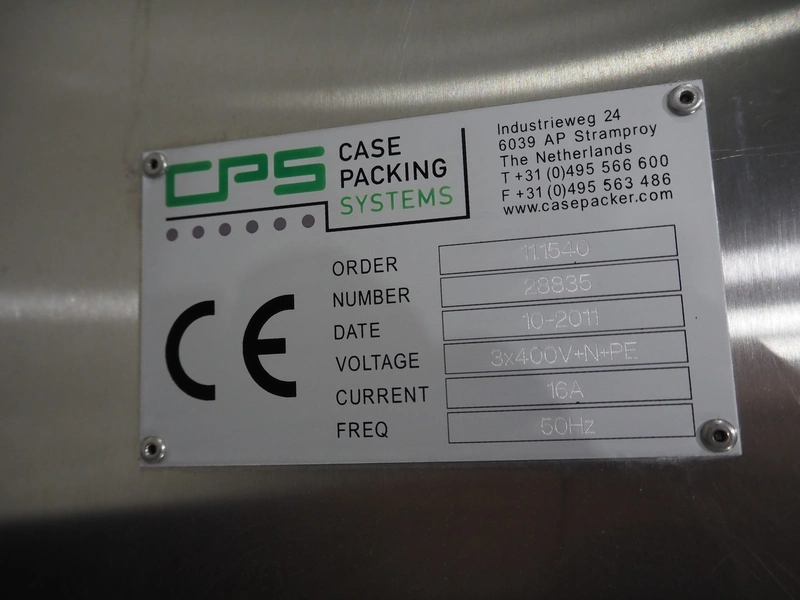 CPS
CASE
PACKING
SYSTEMS
Industrieweg 24
6039 AP Stramproy
The Netherlands
T +31 (0)495 566 600
F +31 (0)495 563 486
www.casepacker.com
CE
ORDER 11.1540
NUMBER 28835
DATE 10-2011
VOLTAGE 3x400V+N+PE
CURRENT 16A
FREQ 50Hz